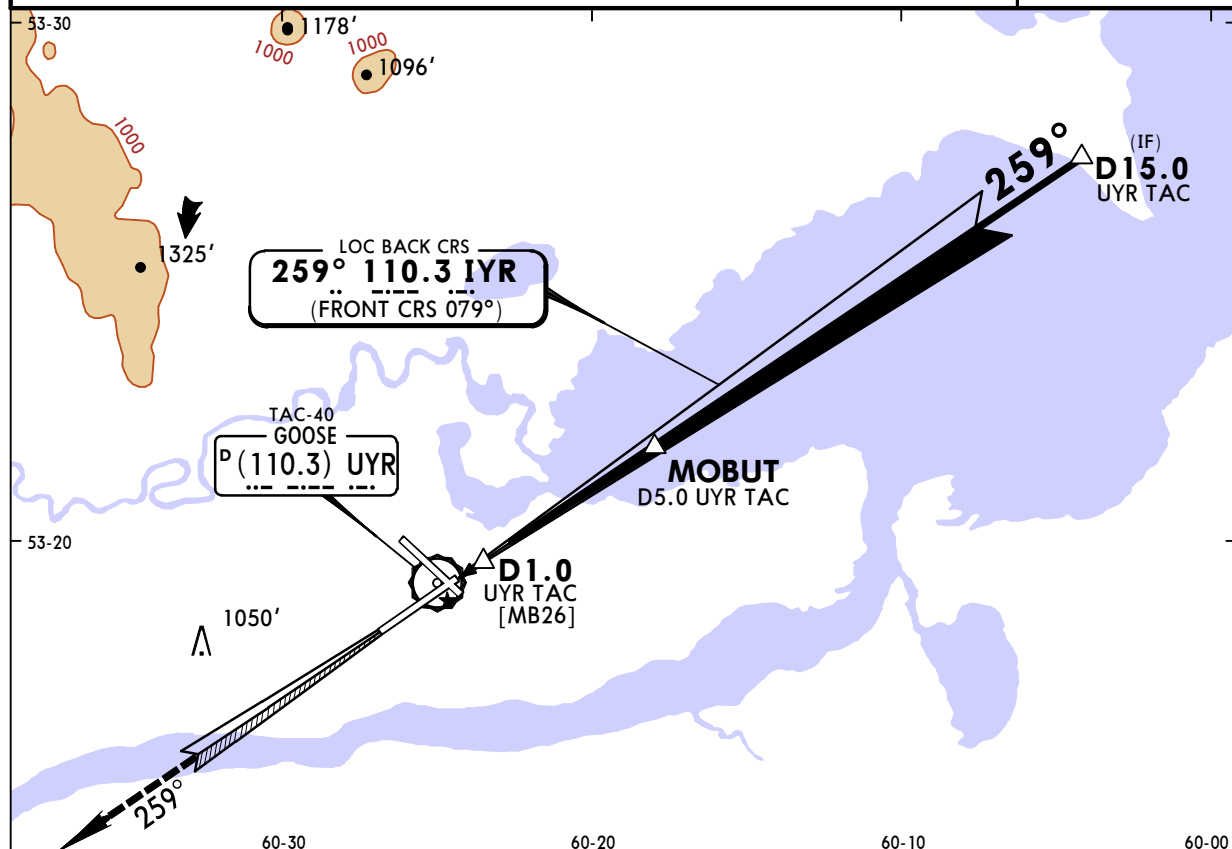 53-30
1178’
1000
1000
1096’
1000
259°
(IF)
D15.0
UYR TAC
1325’
LOC BACK CRS
259° 110.3 IYR
(FRONT CRS 079°)
TAC-40
GOOSE
D (110.3) UYR
MOBUT
D5.0 UYR TAC
53-20
D1.0
UYR TAC
[MB26]
1050’
259°
60-30
60-20
60-10
60-00